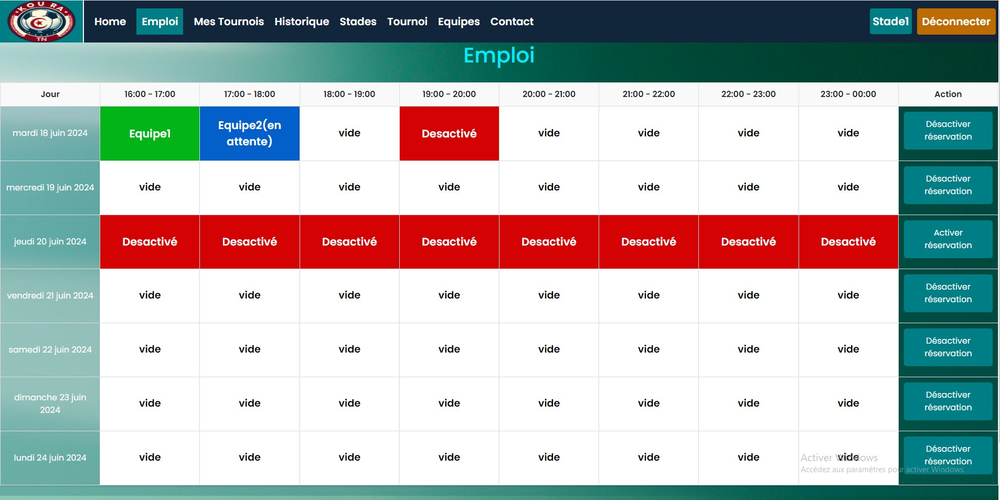 KOURA
TN
Home Emploi Mes Tournois Historique Stades Tournoi Equipes Contact Stade1 Déconnecter
Emploi
Jour 16:00 - 17:00 17:00 - 18:00 18:00 - 19:00 19:00 - 20:00 20:00 - 21:00 21:00 - 22:00 22:00 - 23:00 23:00 - 00:00 Action
mardi 18 juin 2024 Equipe1 Equipe2(en attente) vide Desactivé vide vide vide vide Désactiver réservation
mercredi 19 juin 2024 vide vide vide vide vide vide vide vide Désactiver réservation
jeudi 20 juin 2024 Desactivé Desactivé Desactivé Desactivé Desactivé Desactivé Desactivé Desactivé Activer réservation
vendredi 21 juin 2024 vide vide vide vide vide vide vide vide Désactiver réservation
samedi 22 juin 2024 vide vide vide vide vide vide vide vide Désactiver réservation
dimanche 23 juin 2024 vide vide vide vide vide vide vide vide Désactiver réservation
lundi 24 juin 2024 vide vide vide vide vide vide vide vide Désactiver réservation
Activer Windows
Accédez aux paramètres pour activer Windows.